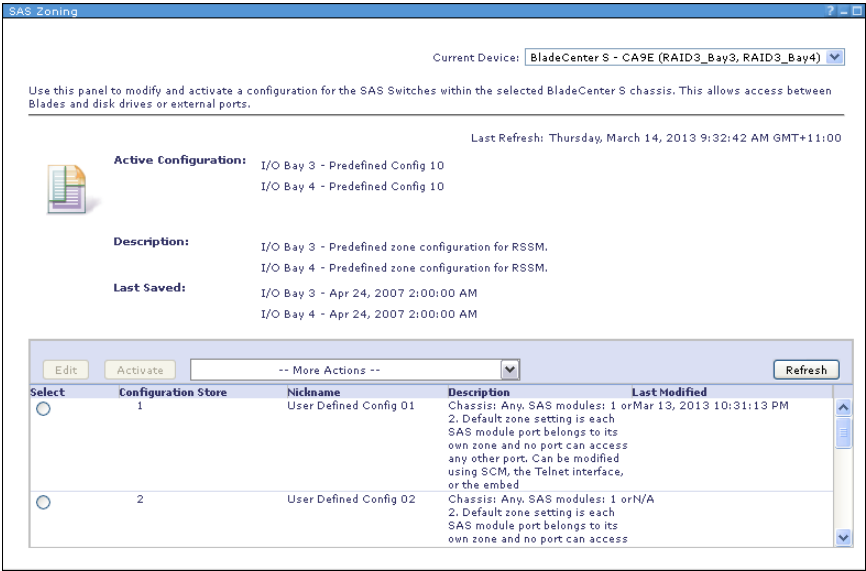 SAS Zoning ? – □
Current Device: BladeCenter S - CA9E (RAID3_Bay3, RAID3_Bay4)
Use this panel to modify and activate a configuration for the SAS Switches within the selected BladeCenter S chassis. This allows access between
Blades and disk drives or external ports.
Last Refresh: Thursday, March 14, 2013 9:32:42 AM GMT+11:00
Active Configuration: I/O Bay 3 - Predefined Config 10
I/O Bay 4 - Predefined Config 10
Description: I/O Bay 3 - Predefined zone configuration for RSSM.
I/O Bay 4 - Predefined zone configuration for RSSM.
Last Saved: I/O Bay 3 - Apr 24, 2007 2:00:00 AM
I/O Bay 4 - Apr 24, 2007 2:00:00 AM
Edit Activate -- More Actions -- Refresh
Select Configuration Store Nickname Description Last Modified
1 User Defined Config 01 Chassis: Any. SAS modules: 1 or Mar 13, 2013 10:31:13 PM
2. Default zone setting is each
SAS module port belongs to its
own zone and no port can access
any other port. Can be modified
using SCM, the Telnet interface,
or the embed
2 User Defined Config 02 Chassis: Any. SAS modules: 1 or N/A
2. Default zone setting is each
SAS module port belongs to its
own zone and no port can access